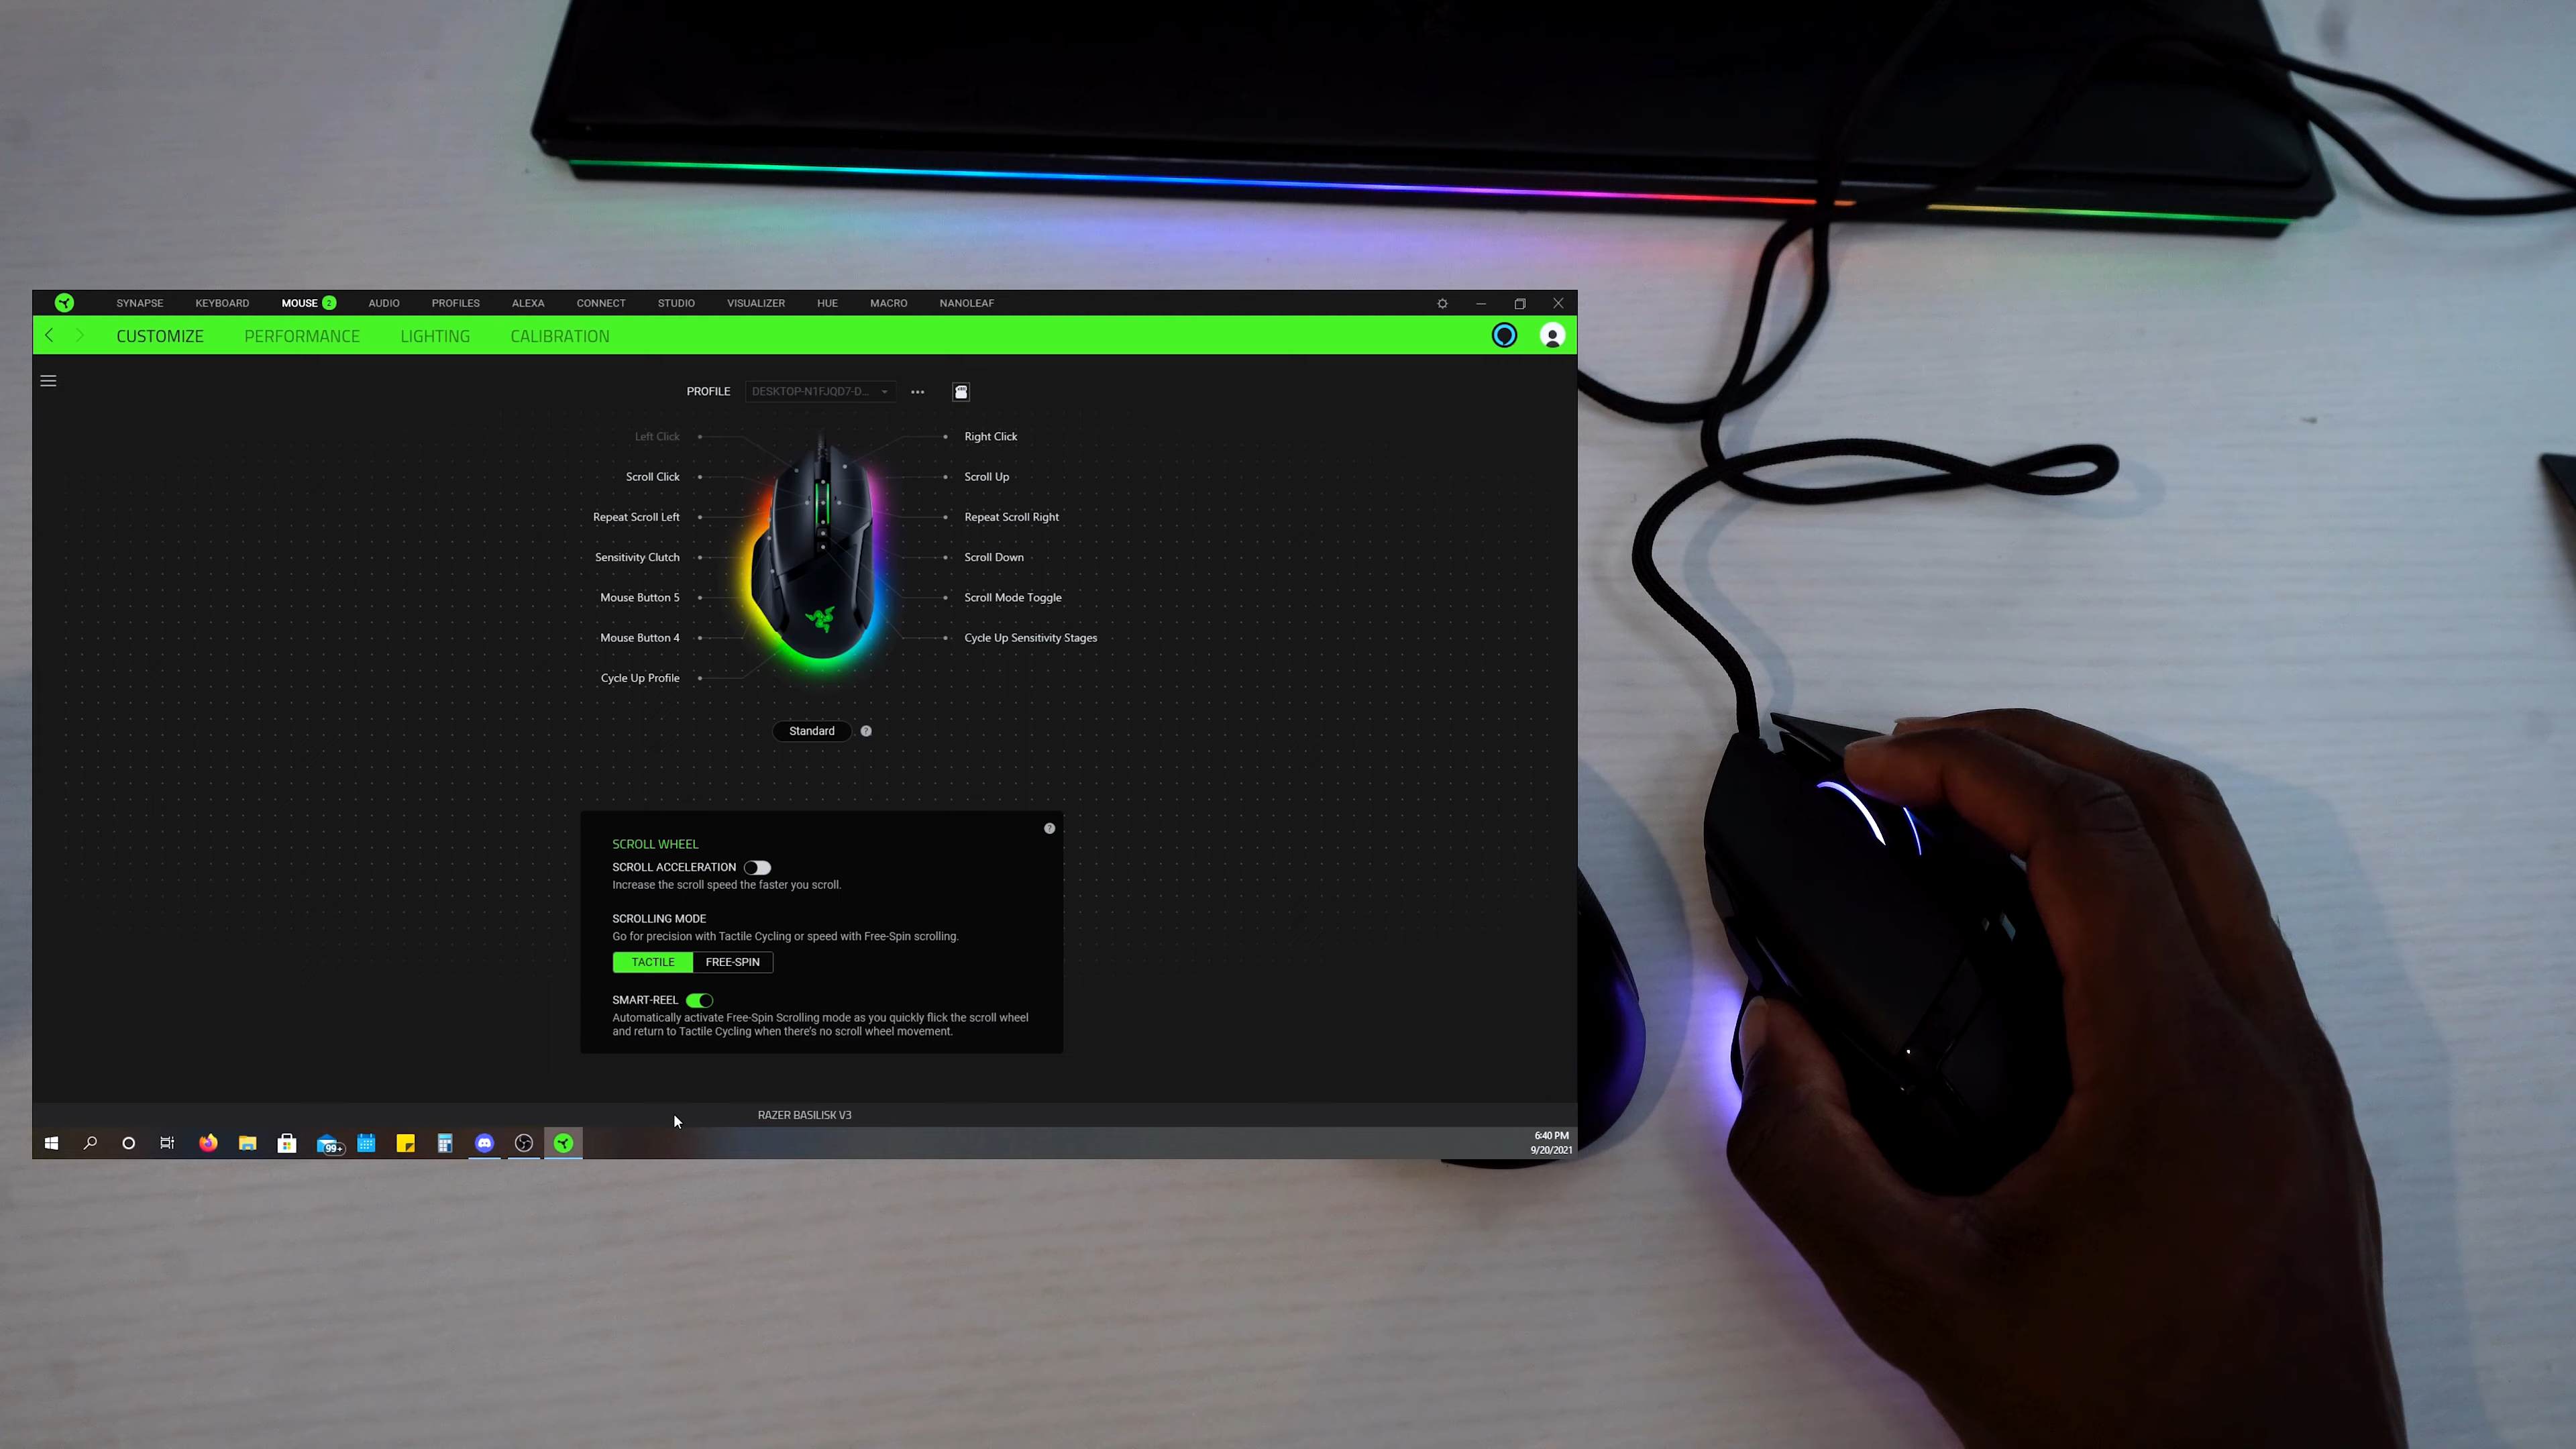 SYNAPSE KEYBOARD MOUSE 2 AUDIO PROFILES ALEXA CONNECT STUDIO VISUALIZER HUE MACRO NANOLEAF
CUSTOMIZE PERFORMANCE LIGHTING CALIBRATION
PROFILE DESKTOP-N1FJQD7-D...
Left Click
Right Click
Scroll Click
Scroll Up
Repeat Scroll Left
Repeat Scroll Right
Sensitivity Clutch
Scroll Down
Mouse Button 5
Scroll Mode Toggle
Mouse Button 4
Cycle Up Sensitivity Stages
Cycle Up Profile
Standard ?
?
SCROLL WHEEL
SCROLL ACCELERATION
Increase the scroll speed the faster you scroll.
SCROLLING MODE
Go for precision with Tactile Cycling or speed with Free-Spin scrolling.
TACTILE FREE-SPIN
SMART-REEL
Automatically activate Free-Spin Scrolling mode as you quickly flick the scroll wheel
and return to Tactile Cycling when there's no scroll wheel movement.
RAZER BASILISK V3
99+
6:40 PM
9/20/2021